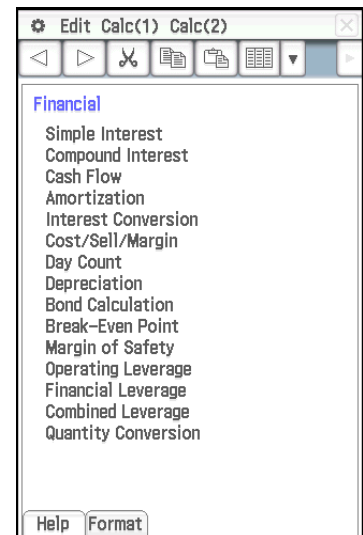 Edit Calc(1) Calc(2)
Financial
Simple Interest
Compound Interest
Cash Flow
Amortization
Interest Conversion
Cost/Sell/Margin
Day Count
Depreciation
Bond Calculation
Break-Even Point
Margin of Safety
Operating Leverage
Financial Leverage
Combined Leverage
Quantity Conversion
Help Format